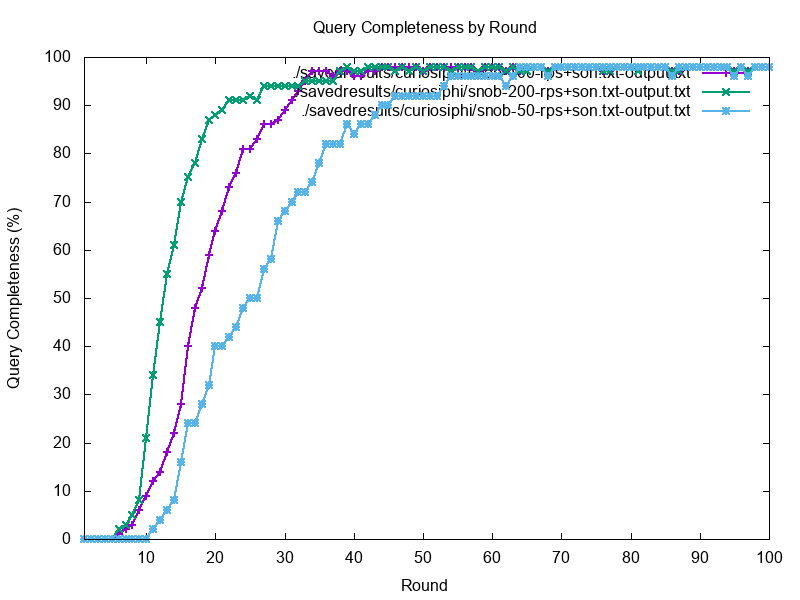 Query Completeness by Round
100
90
80
70
60
50
40
30
20
10
0
Query Completeness (%)
./savedresults/curiosiphi/snob-200-rps+son.txt-output.txt
./savedresults/curiosiphi/snob-50-rps+son.txt-output.txt
10 20 30 40 50 60 70 80 90 100
Round